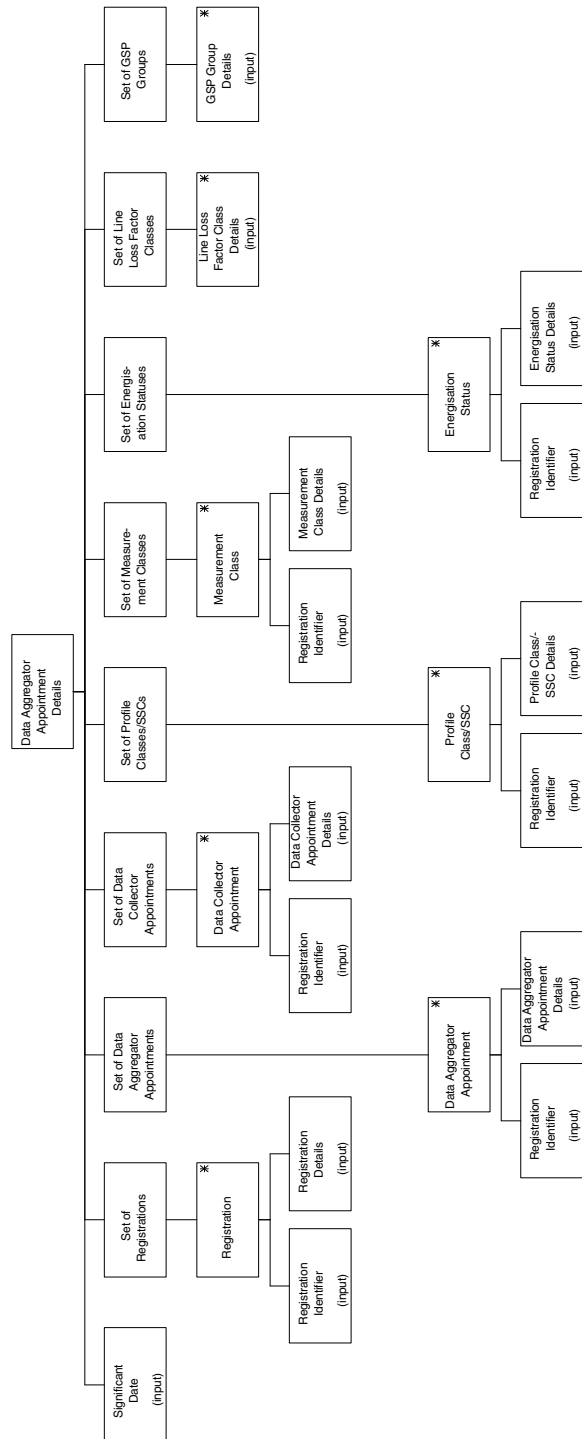 Data Aggregator
Appointment
Details
Significant
Date
(input)
Set of
Registrations
Set of Data
Aggregator
Appointments
Set of Data
Collector
Appointments
Set of Profile
Classes/SSCs
Set of Measure-
ment Classes
Set of Energis-
ation Statuses
Set of Line
Loss Factor
Classes
Set of GSP
Groups
*
Registration
*
Data Collector
Appointment
*
Measurement
Class
*
Line Loss
Factor Class
Details
(input)
*
GSP Group
Details
(input)
Registration
Identifier
(input)
Registration
Details
(input)
Registration
Identifier
(input)
Data Collector
Appointment
Details
(input)
Registration
Identifier
(input)
Measurement
Class Details
(input)
*
Data Aggregator
Appointment
*
Profile
Class/SSC
*
Energisation
Status
Registration
Identifier
(input)
Data Aggregator
Appointment
Details
(input)
Registration
Identifier
(input)
Profile Class/-
SSC Details
(input)
Registration
Identifier
(input)
Energisation
Status Details
(input)